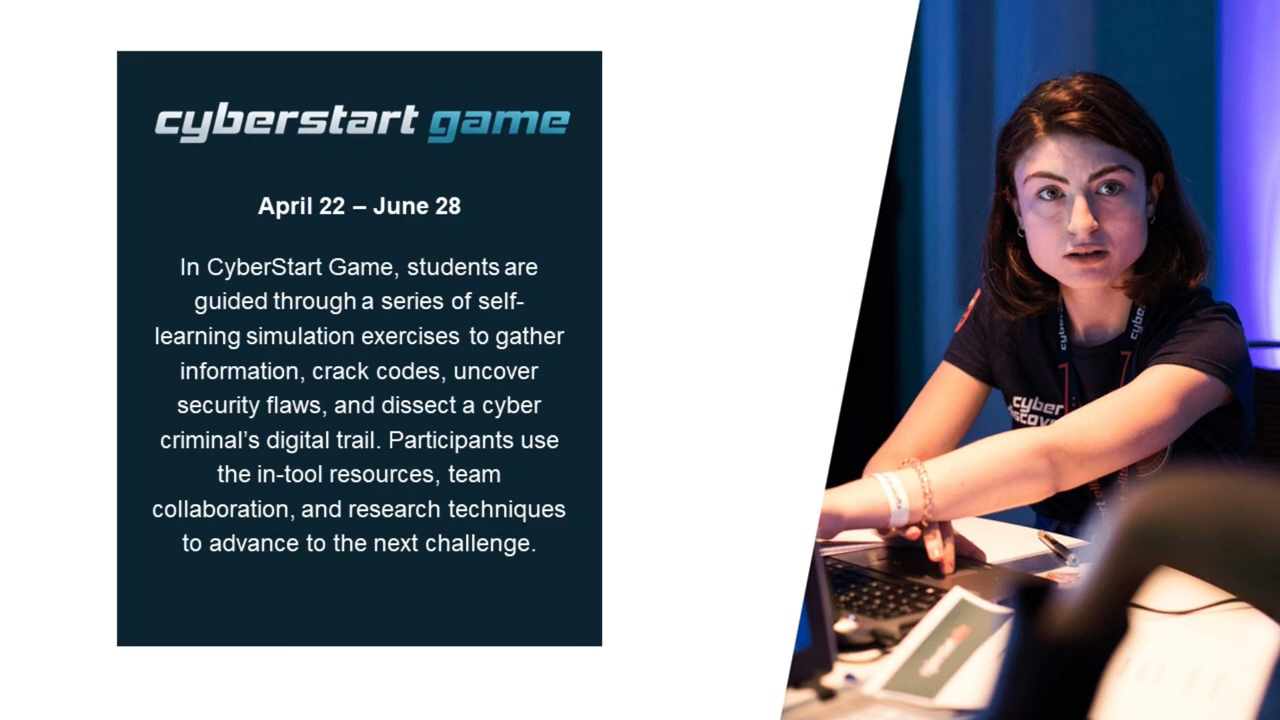 cyberstart game
April 22 – June 28
In CyberStart Game, students are
guided through a series of self-
learning simulation exercises to gather
information, crack codes, uncover
security flaws, and dissect a cyber
criminal’s digital trail. Participants use
the in-tool resources, team
collaboration, and research techniques
to advance to the next challenge.
cyber